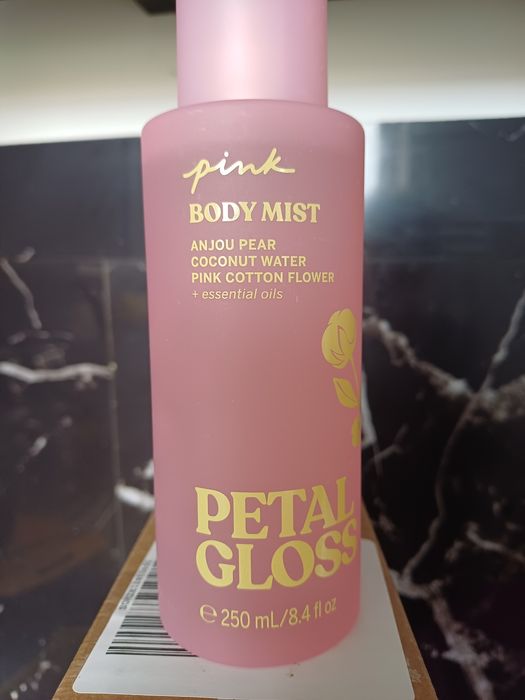 pink
BODY MIST
ANJOU PEAR
COCONUT WATER
PINK COTTON FLOWER
+ essential oils
PETAL
GLOSS
℮ 250 mL/8.4 fl oz